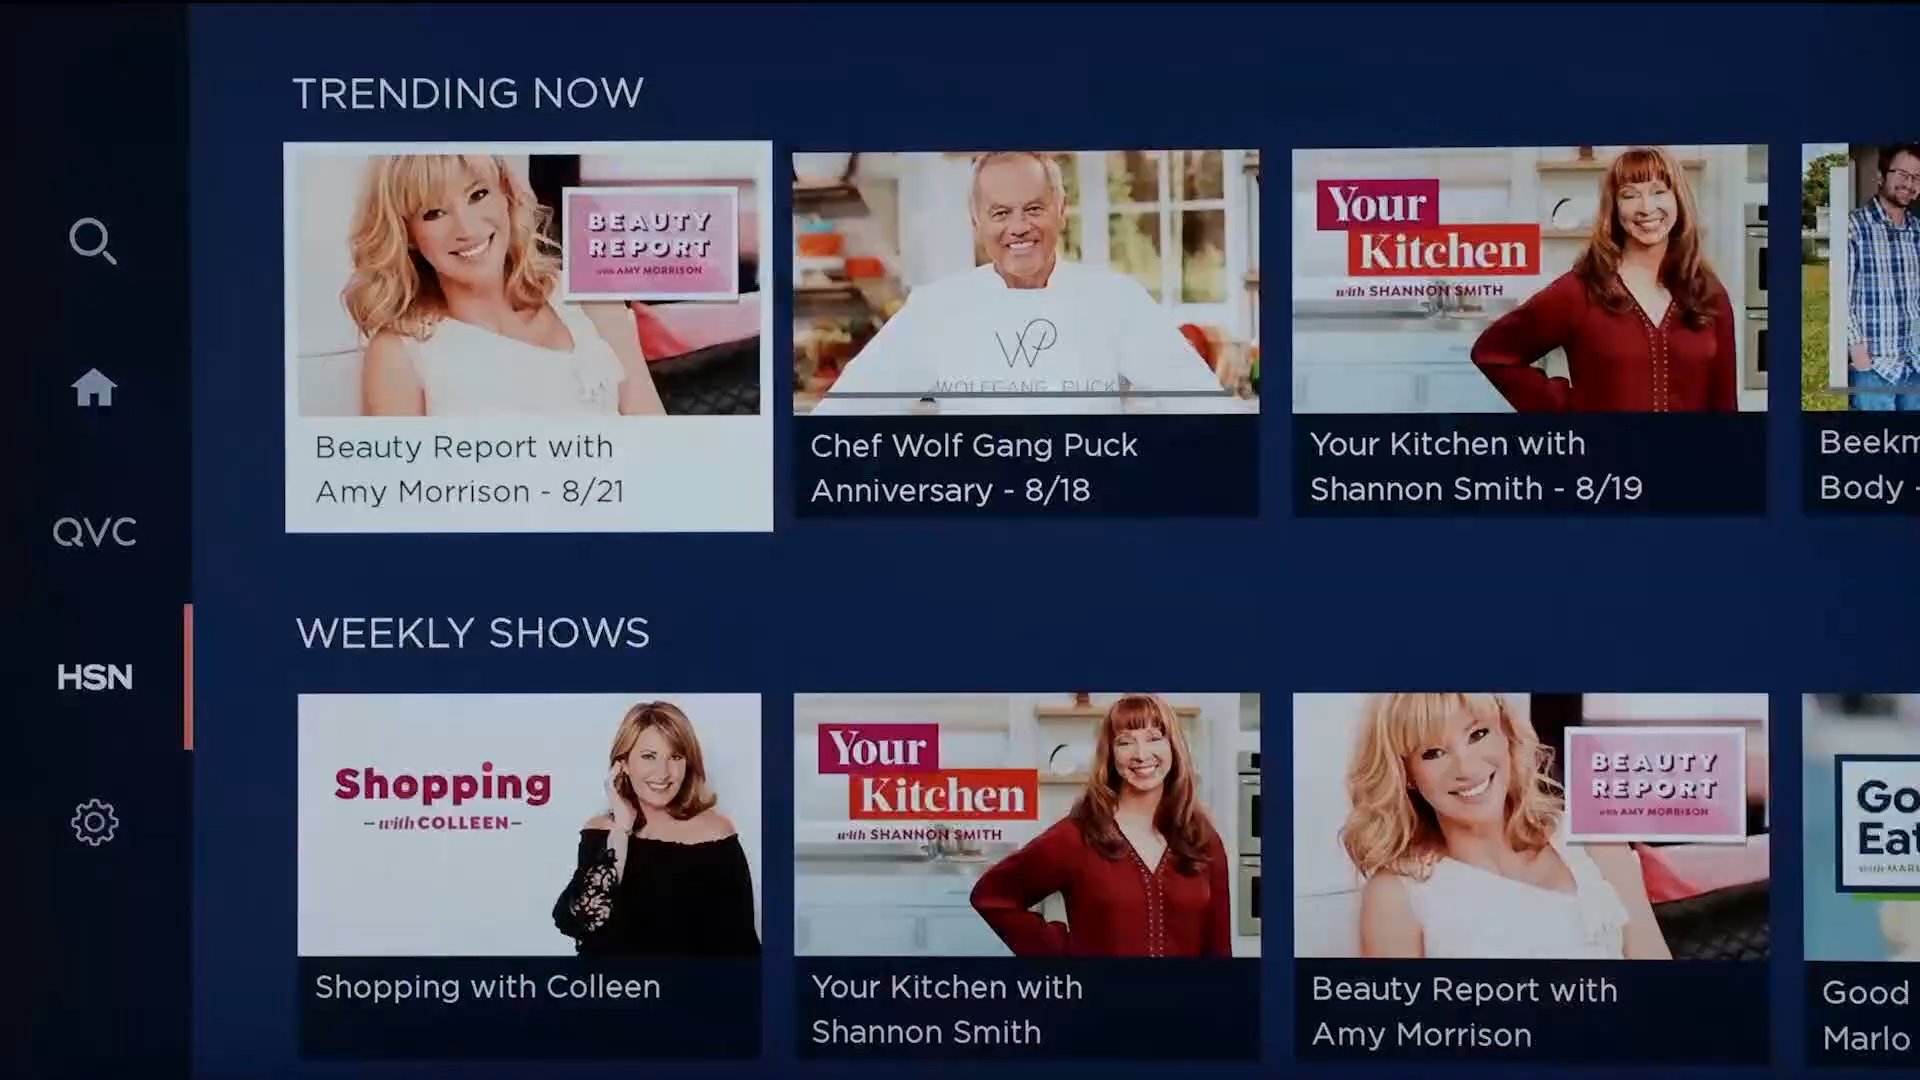 TRENDING NOW
BEAUTY
REPORT
with AMY MORRISON
Beauty Report with
Amy Morrison - 8/21
WP
WOLFGANG PUCK
Chef Wolf Gang Puck
Anniversary - 8/18
Your
Kitchen
with SHANNON SMITH
Your Kitchen with
Shannon Smith - 8/19
Body -
QVC
HSN
WEEKLY SHOWS
Shopping
-with COLLEEN-
Shopping with Colleen
Your
Kitchen
with SHANNON SMITH
Your Kitchen with
Shannon Smith
BEAUTY
REPORT
with AMY MORRISON
Beauty Report with
Amy Morrison
Good
Marlo